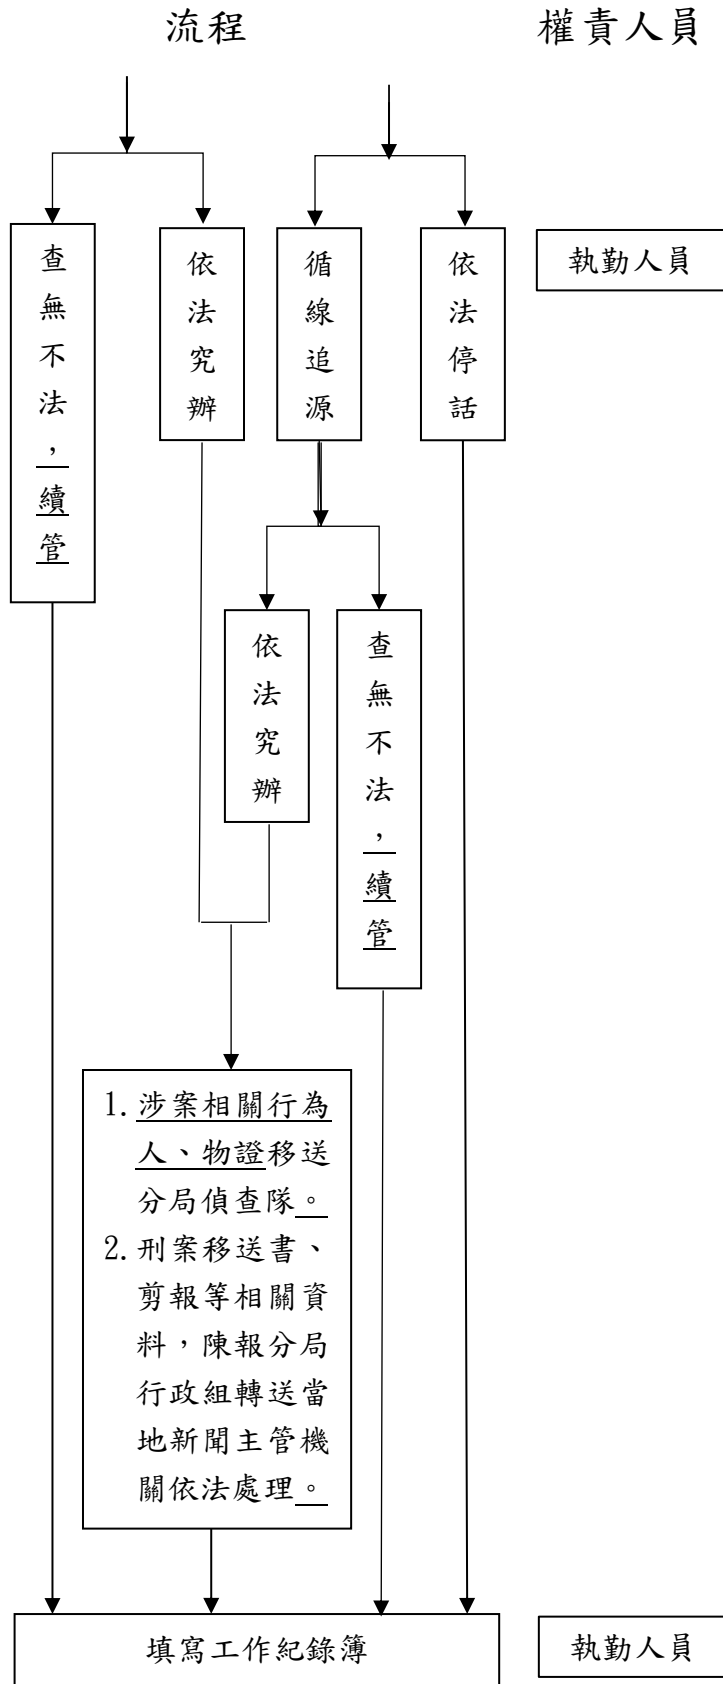 流程
權責人員
查無不法，續管
依法究辦
循線追源
依法停話
執勤人員
依法究辦
查無不法，續管
1. 涉案相關行為
人、物證移送
分局偵查隊。
2. 刑案移送書、
剪報等相關資
料，陳報分局
行政組轉送當
地新聞主管機
關依法處理。
填寫工作紀錄簿
執勤人員